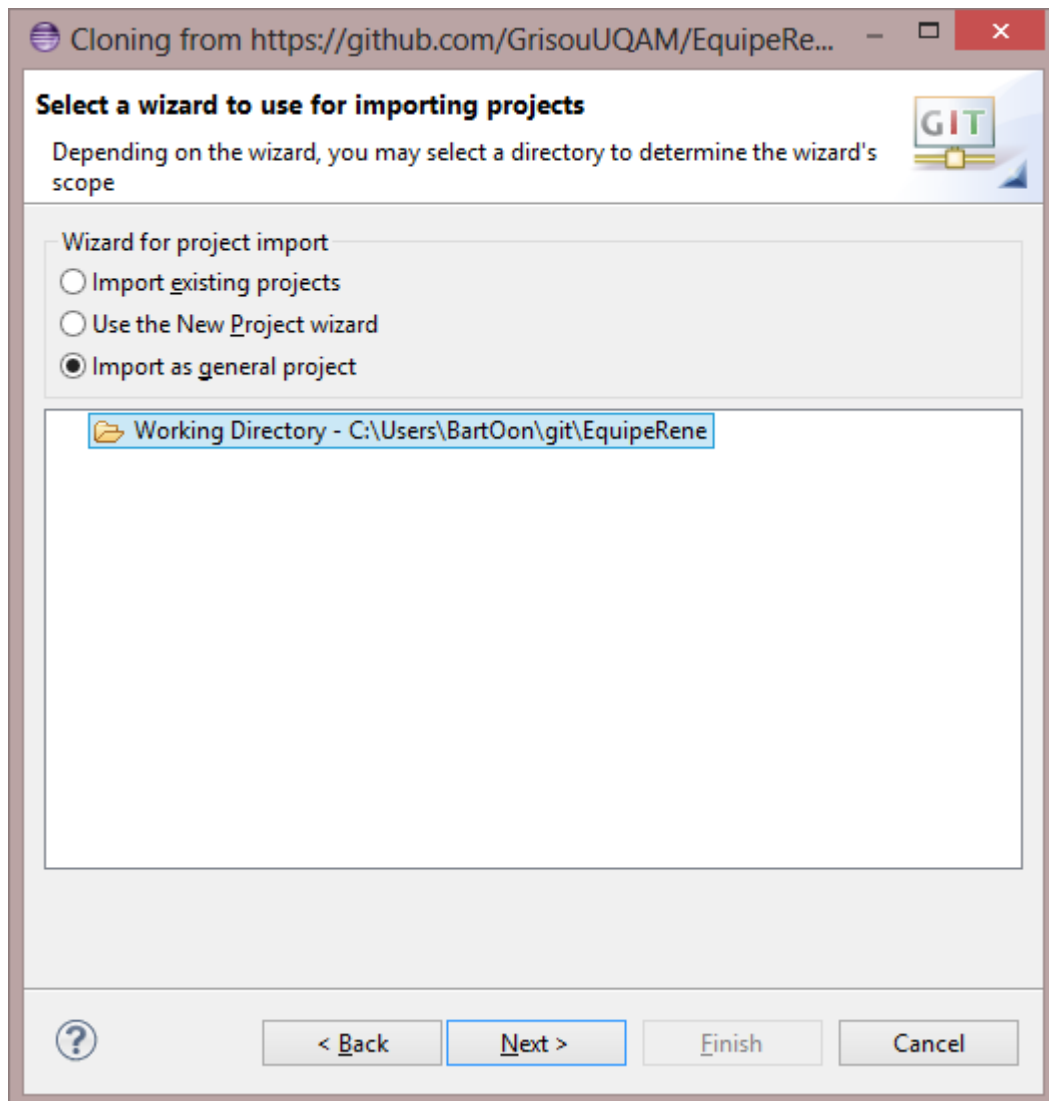 Cloning from https://github.com/GrisouUQAM/EquipeRe...
Select a wizard to use for importing projects
GIT
Depending on the wizard, you may select a directory to determine the wizard's
scope
Wizard for project import
Import existing projects
Use the New Project wizard
Import as general project
Working Directory - C:\Users\BartOon\git\EquipeRene
? < Back Next > Finish Cancel